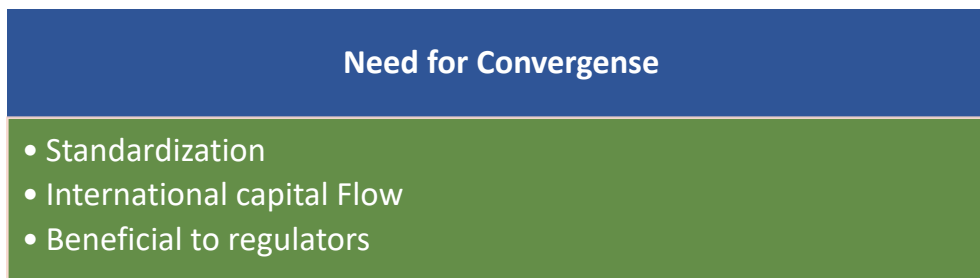 Need for Convergense
• Standardization
• International capital Flow
• Beneficial to regulators